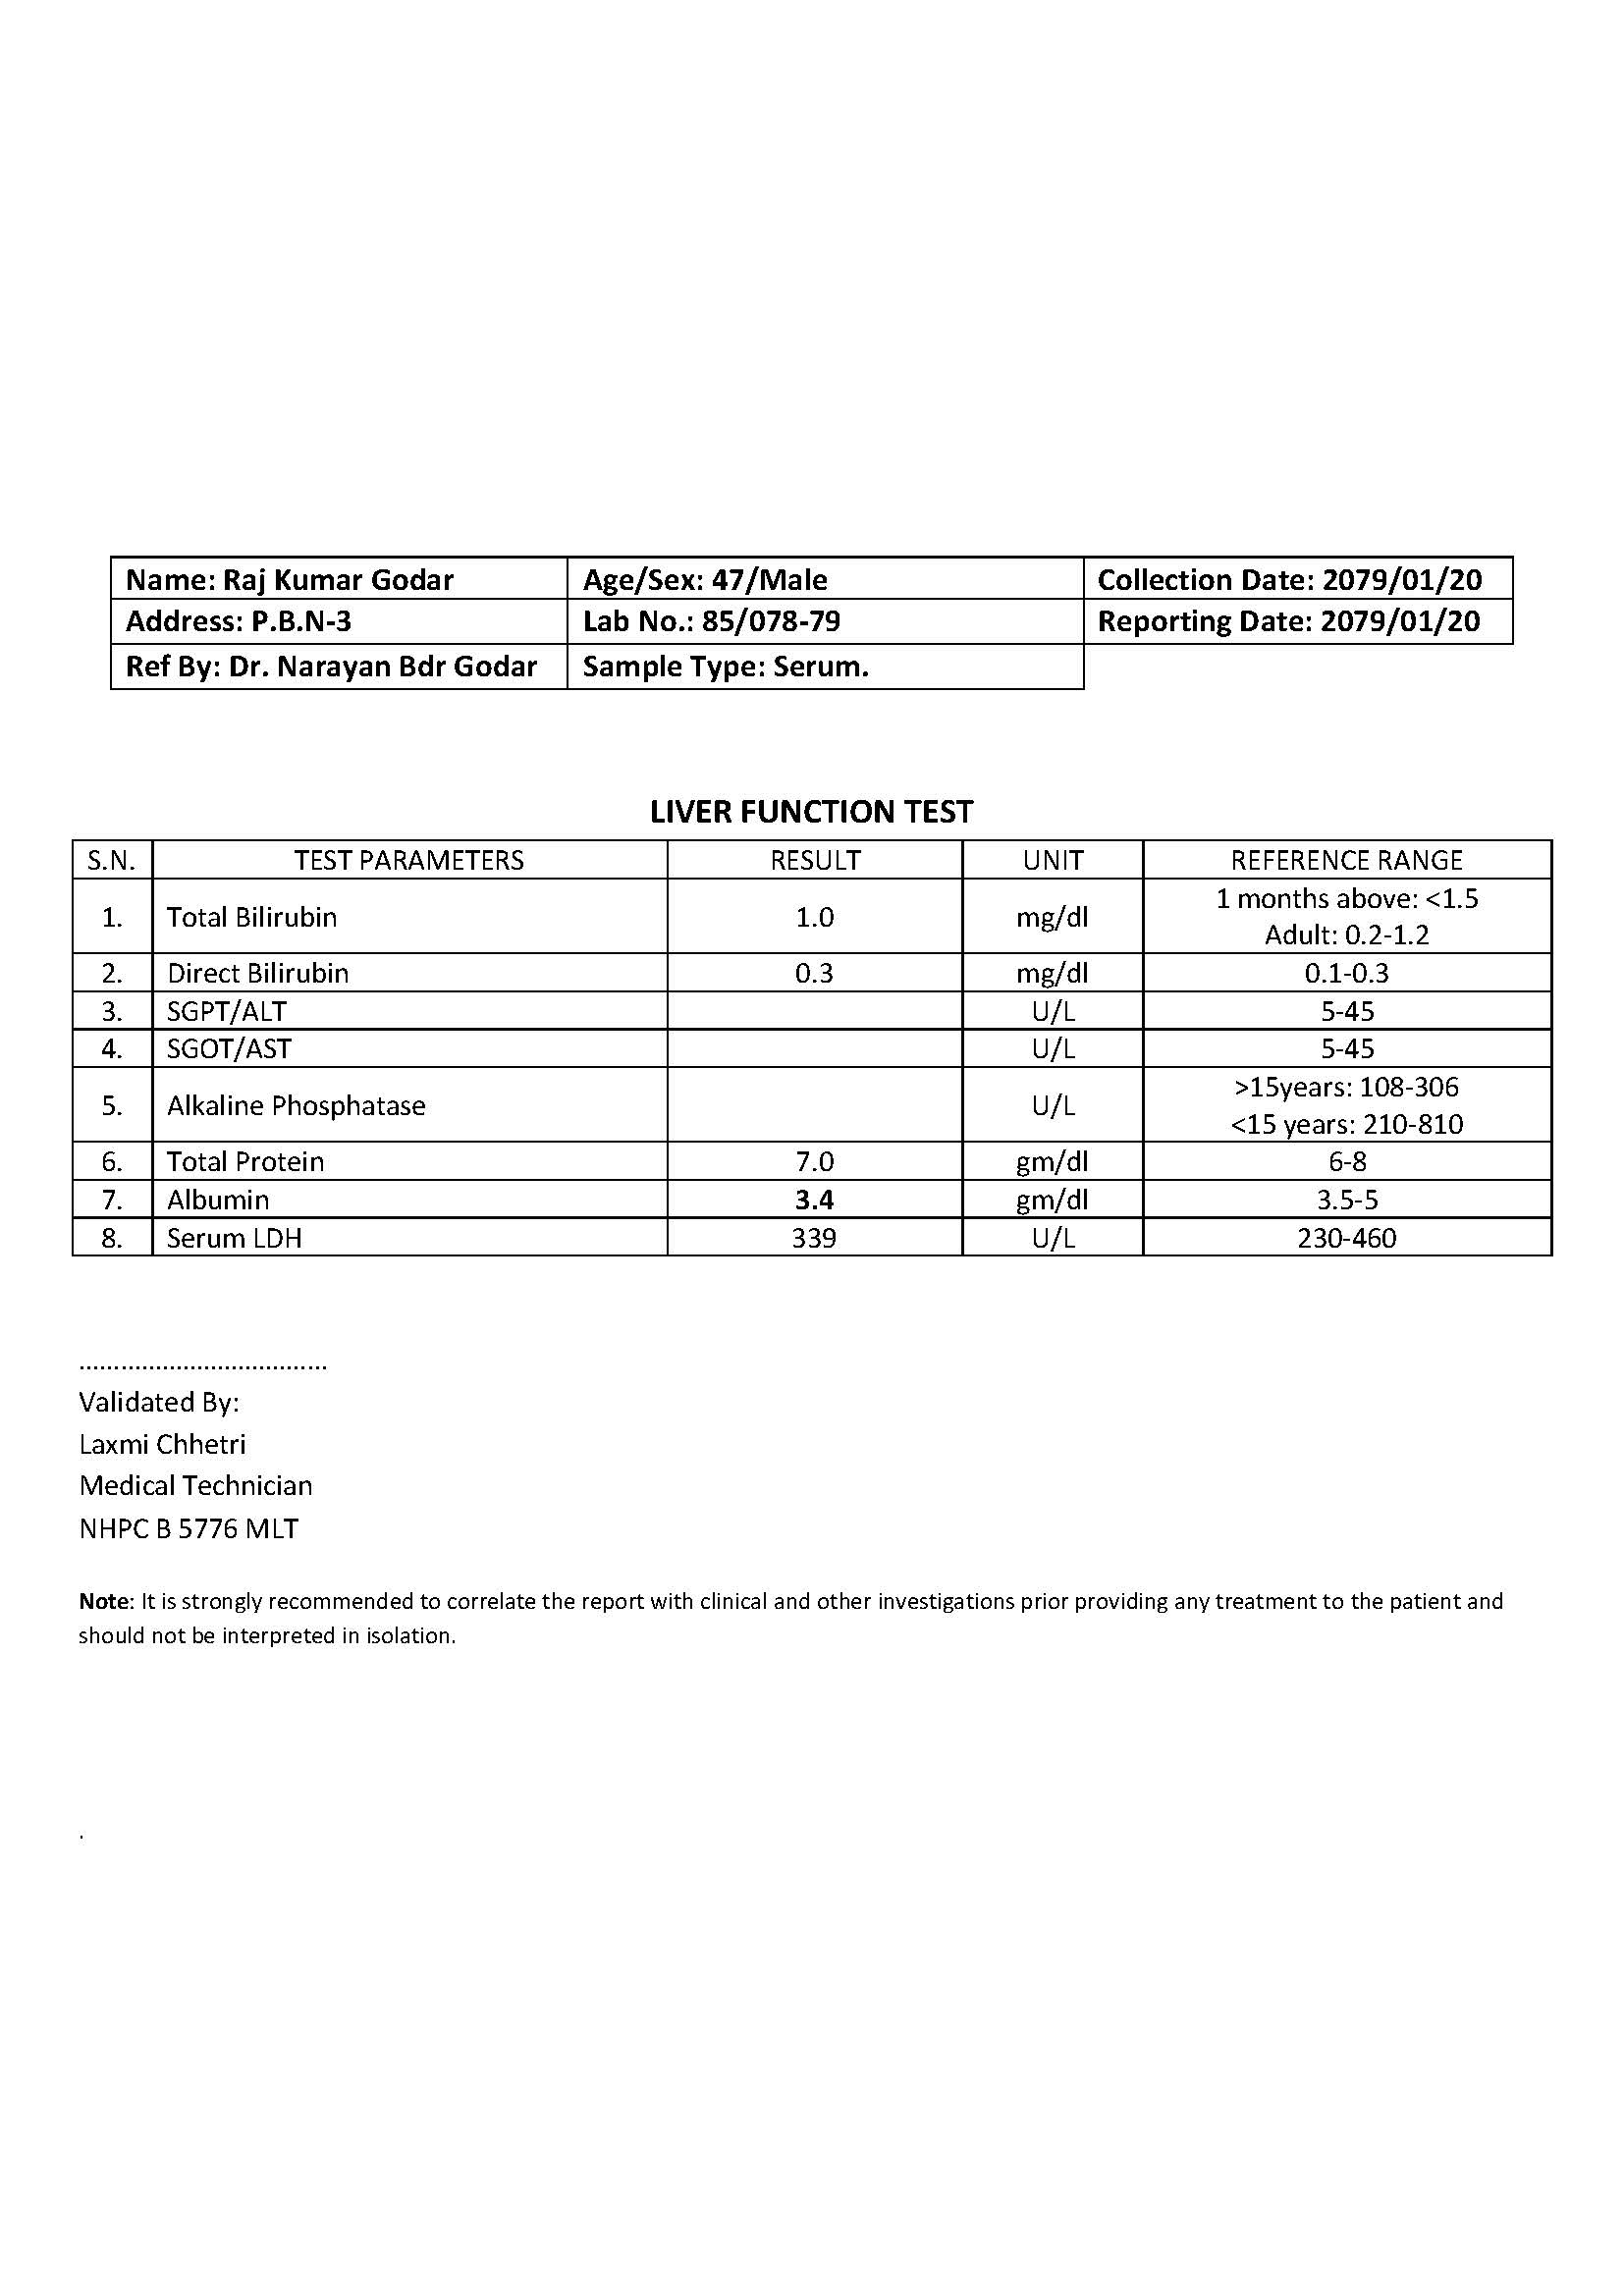 Name: Raj Kumar Godar Age/Sex: 47/Male Collection Date: 2079/01/20
Address: P.B.N-3 Lab No.: 85/078-79 Reporting Date: 2079/01/20
Ref By: Dr. Narayan Bdr Godar Sample Type: Serum.
LIVER FUNCTION TEST
S.N. TEST PARAMETERS RESULT UNIT REFERENCE RANGE
1. Total Bilirubin 1.0 mg/dl 1 months above: <1.5
Adult: 0.2-1.2
2. Direct Bilirubin 0.3 mg/dl 0.1-0.3
3. SGPT/ALT U/L 5-45
4. SGOT/AST U/L 5-45
5. Alkaline Phosphatase U/L >15years: 108-306
<15 years: 210-810
6. Total Protein 7.0 gm/dl 6-8
7. Albumin 3.4 gm/dl 3.5-5
8. Serum LDH 339 U/L 230-460
...................................
Validated By:
Laxmi Chhetri
Medical Technician
NHPC B 5776 MLT
Note: It is strongly recommended to correlate the report with clinical and other investigations prior providing any treatment to the patient and
should not be interpreted in isolation.
.